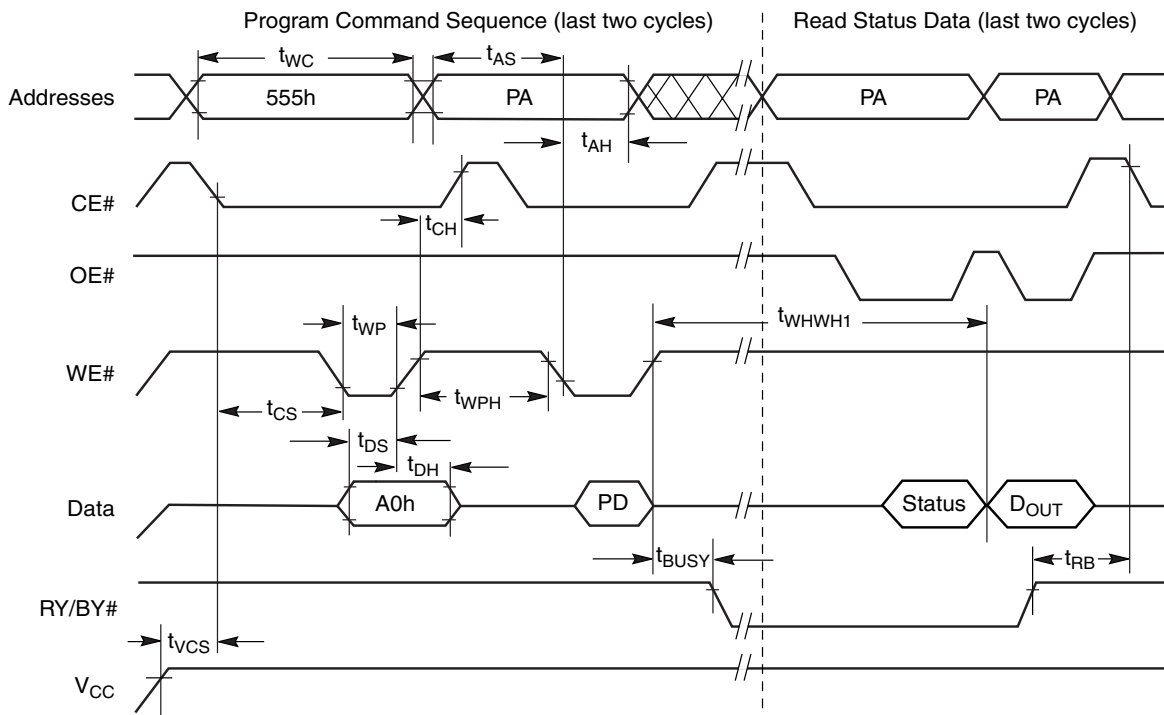 Program Command Sequence (last two cycles)
Read Status Data (last two cycles)
tWC
tAS
Addresses
555h
PA
PA
PA
tAH
CE#
tCH
OE#
tWP
tWHWH1
WE#
tCS
tWPH
tDS
tDH
Data
A0h
PD
Status
DOUT
tBUSY
tRB
RY/BY#
tVCS
VCC